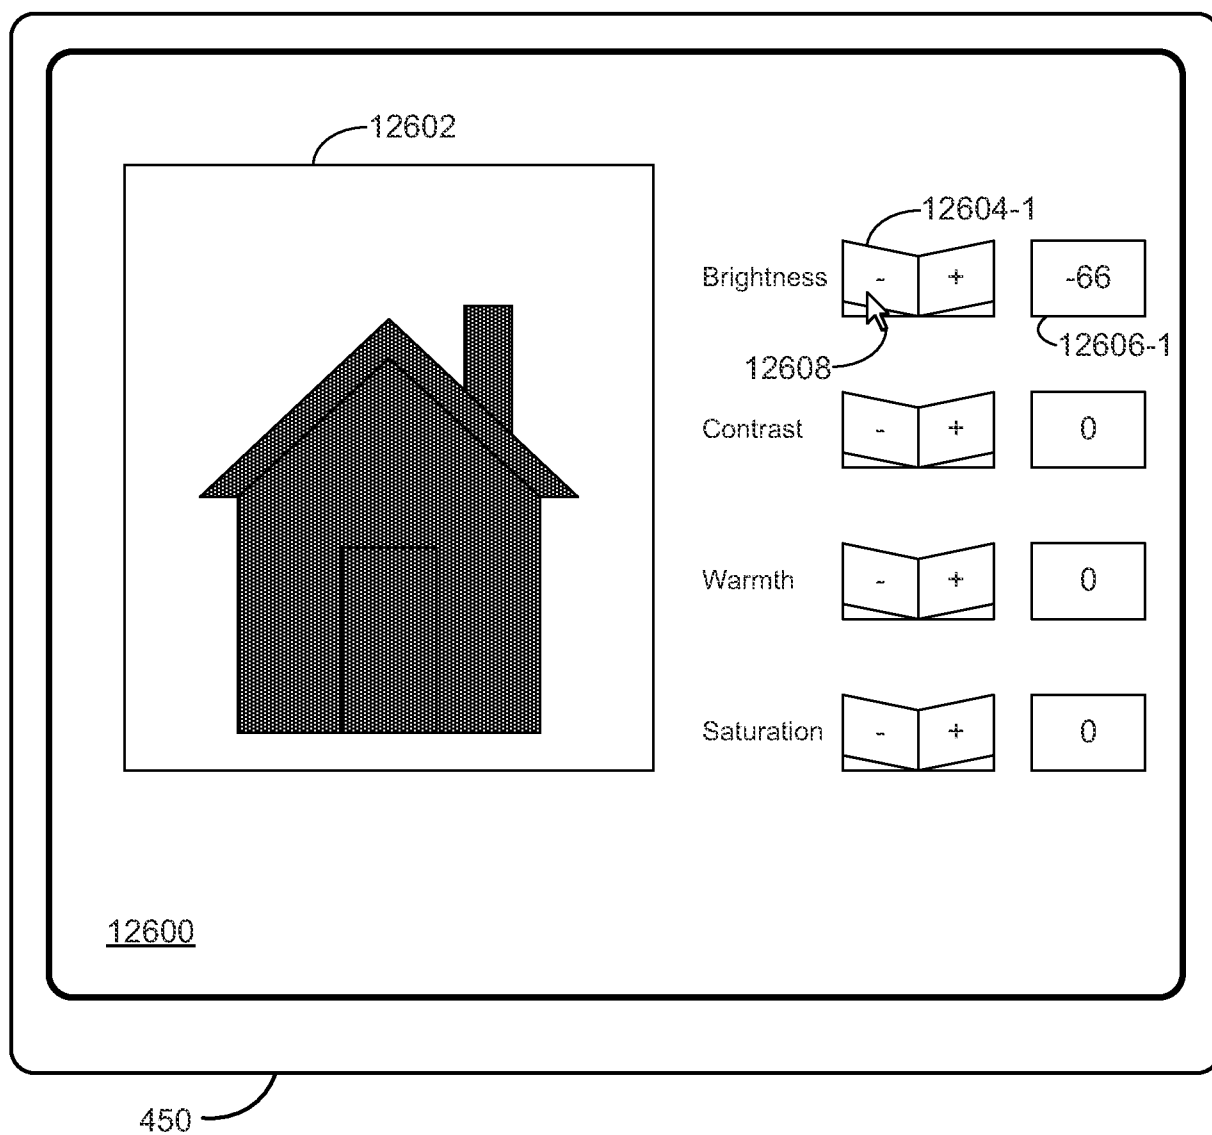 12602
12604-1
Brightness - + -66
12606-1
12608
Contrast - + 0
Warmth - + 0
Saturation - + 0
12600
450